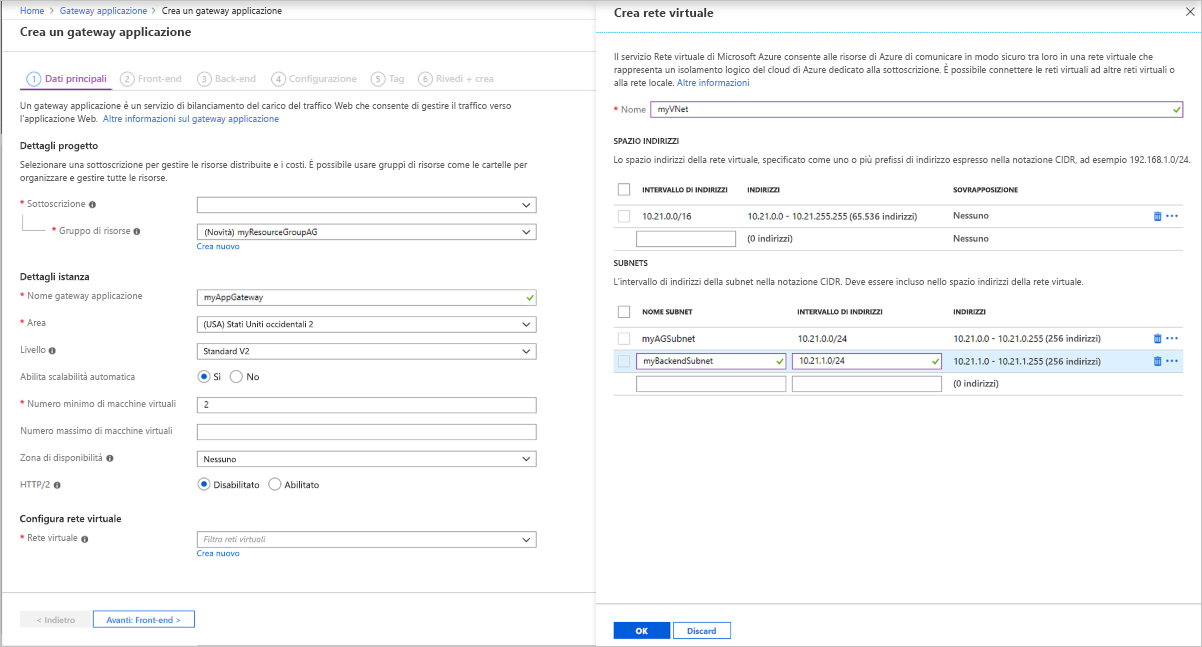 Home > Gateway applicazione > Crea un gateway applicazione
Crea un gateway applicazione
1 Dati principali 2 Front-end 3 Back-end 4 Configurazione 5 Tag 6 Rivedi + crea
Un gateway applicazione è un servizio di bilanciamento del carico del traffico Web che consente di gestire il traffico verso
l'applicazione Web. Altre informazioni sul gateway applicazione
Dettagli progetto
Selezionare una sottoscrizione per gestire le risorse distribuite e i costi. È possibile usare gruppi di risorse come le cartelle per
organizzare e gestire tutte le risorse.
* Sottoscrizione
* Gruppo di risorse (Novità) myResourceGroupAG
Crea nuovo
Dettagli istanza
* Nome gateway applicazione myAppGateway
* Area (USA) Stati Uniti occidentali 2
Livello Standard V2
Abilita scalabilità automatica Sì No
* Numero minimo di macchine virtuali 2
Numero massimo di macchine virtuali
Zona di disponibilità Nessuno
HTTP/2 Disabilitato Abilitato
Configura rete virtuale
* Rete virtuale Filtra reti virtuali
Crea nuovo
< Indietro Avanti: Front-end >
Crea rete virtuale
Il servizio Rete virtuale di Microsoft Azure consente alle risorse di Azure di comunicare in modo sicuro tra loro in una rete virtuale che
rappresenta un isolamento logico del cloud di Azure dedicato alla sottoscrizione. È possibile connettere le reti virtuali ad altre reti virtuali o
alla rete locale. Altre informazioni
* Nome myVNet
SPAZIO INDIRIZZI
Lo spazio indirizzi della rete virtuale, specificato come uno o più prefissi di indirizzo espresso nella notazione CIDR, ad esempio 192.168.1.0/24.
INTERVALLO DI INDIRIZZI INDIRIZZI SOVRAPPOSIZIONE
10.21.0.0/16 10.21.0.0 - 10.21.255.255 (65.536 indirizzi) Nessuno
(0 indirizzi) Nessuno
SUBNETS
L'intervallo di indirizzi della subnet nella notazione CIDR. Deve essere incluso nello spazio indirizzi della rete virtuale.
NOME SUBNET INTERVALLO DI INDIRIZZI INDIRIZZI
myAGSubnet 10.21.0.0/24 10.21.0.0 - 10.21.0.255 (256 indirizzi)
myBackendSubnet 10.21.1.0/24 10.21.1.0 - 10.21.1.255 (256 indirizzi)
(0 indirizzi)
OK Discard